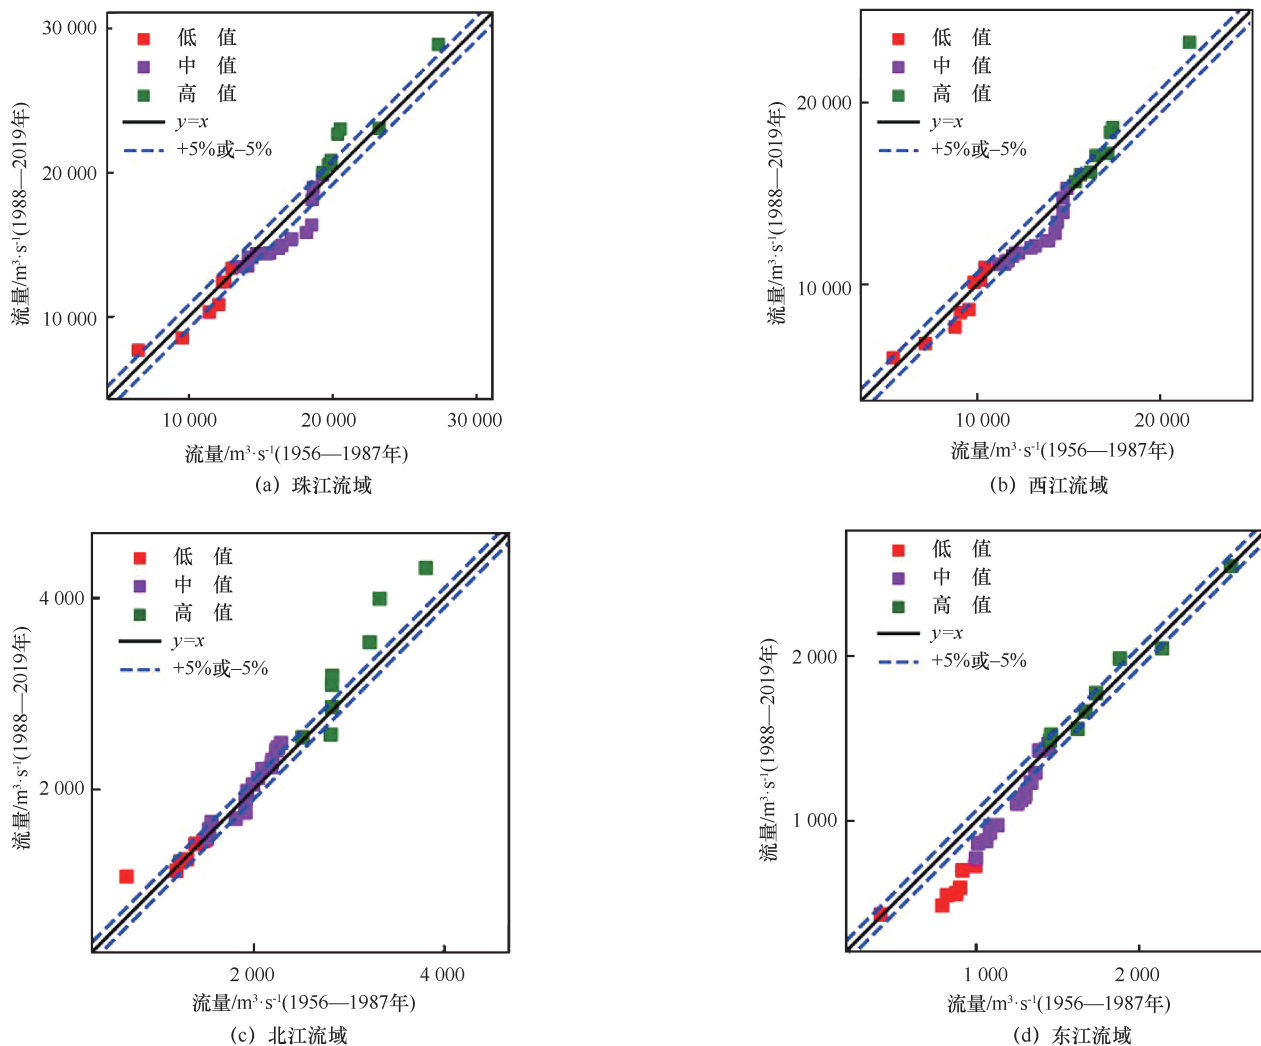 30 000
20 000
10 000
流量/m³·s⁻¹(1988—2019年)
低 值
中 值
高 值
y=x
+5%或–5%
10 000
20 000
30 000
流量/m³·s⁻¹(1956—1987年)
(a) 珠江流域
20 000
10 000
流量/m³·s⁻¹(1988—2019年)
低 值
中 值
高 值
y=x
+5%或–5%
10 000
20 000
流量/m³·s⁻¹(1956—1987年)
(b) 西江流域
4 000
2 000
流量/m³·s⁻¹(1988—2019年)
低 值
中 值
高 值
y=x
+5%或–5%
2 000
4 000
流量/m³·s⁻¹(1956—1987年)
(c) 北江流域
2 000
1 000
流量/m³·s⁻¹(1988—2019年)
低 值
中 值
高 值
y=x
+5%或–5%
1 000
2 000
流量/m³·s⁻¹(1956—1987年)
(d) 东江流域